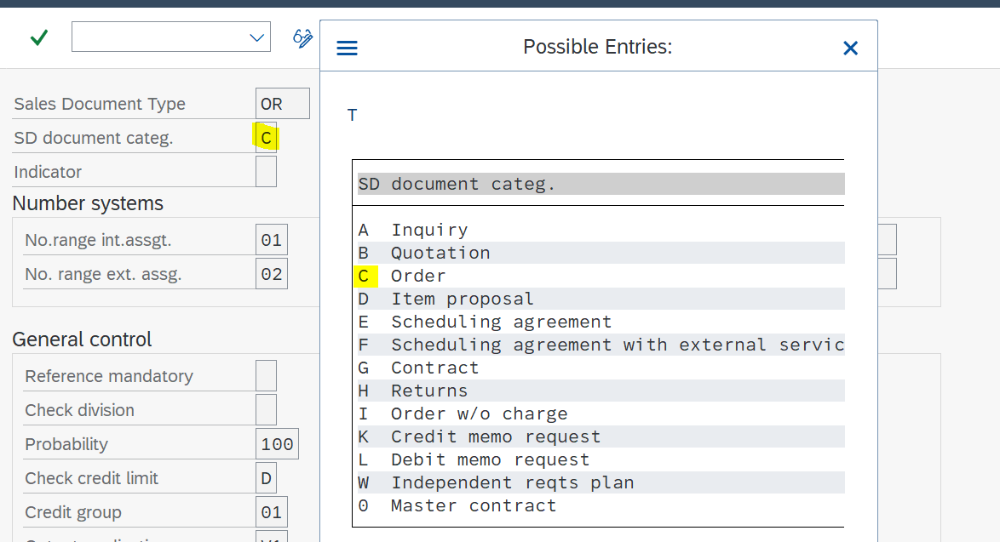 Possible Entries:
Sales Document Type OR
SD document categ. C
Indicator
Number systems
No.range int.assgt. 01
No. range ext. assg. 02
General control
Reference mandatory
Check division
Probability 100
Check credit limit D
Credit group 01
T
SD document categ.
A Inquiry
B Quotation
C Order
D Item proposal
E Scheduling agreement
F Scheduling agreement with external servic
G Contract
H Returns
I Order w/o charge
K Credit memo request
L Debit memo request
W Independent reqts plan
0 Master contract